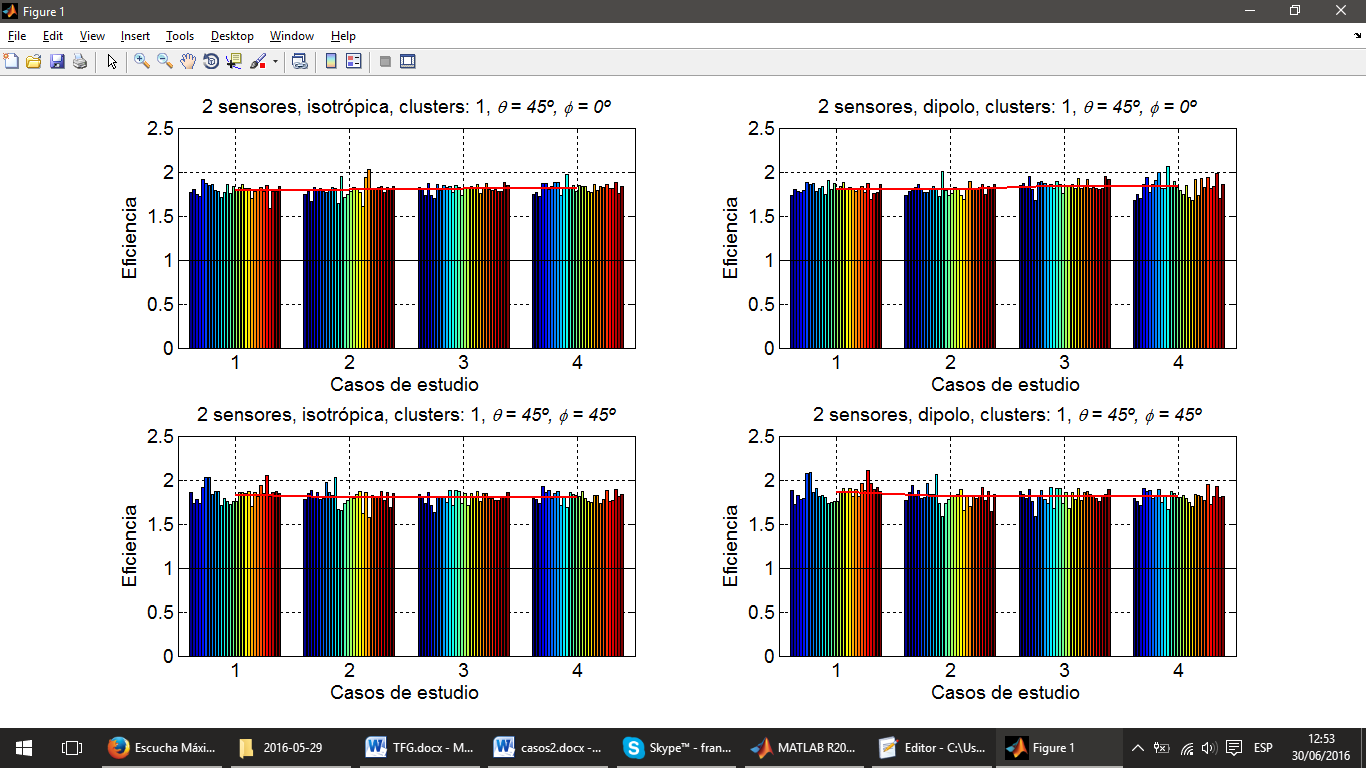 Figure 1
File Edit View Insert Tools Desktop Window Help
2 sensores, isotrópica, clusters: 1, θ = 45º, ϕ = 0º
2.5
2
1.5
1
0.5
0
Eficiencia
1 2 3 4
Casos de estudio
2 sensores, dipolo, clusters: 1, θ = 45º, ϕ = 0º
2.5
2
1.5
1
0.5
0
Eficiencia
1 2 3 4
Casos de estudio
2 sensores, isotrópica, clusters: 1, θ = 45º, ϕ = 45º
2.5
2
1.5
1
0.5
0
Eficiencia
1 2 3 4
Casos de estudio
2 sensores, dipolo, clusters: 1, θ = 45º, ϕ = 45º
2.5
2
1.5
1
0.5
0
Eficiencia
1 2 3 4
Casos de estudio
Escucha Máxi... 2016-05-29 TFG.docx - M... casos2.docx -... Skype™ - fran... MATLAB R20... Editor - C:\Us... Figure 1 ESP 12:53
30/06/2016